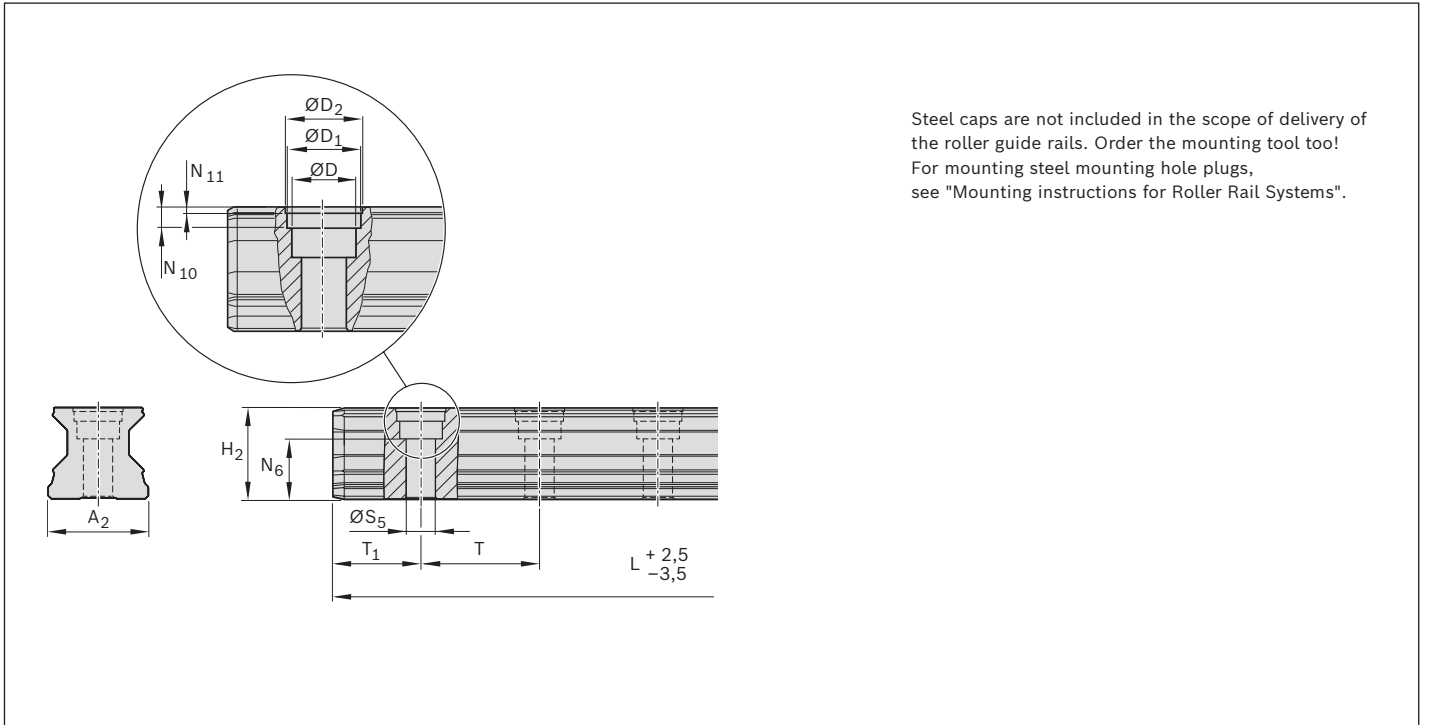 ØD2
ØD1
ØD
N11
N10
Steel caps are not included in the scope of delivery of
the roller guide rails. Order the mounting tool too!
For mounting steel mounting hole plugs,
see "Mounting instructions for Roller Rail Systems".
A2
H2
N6
ØS5
T1
T
L + 2,5
–3,5